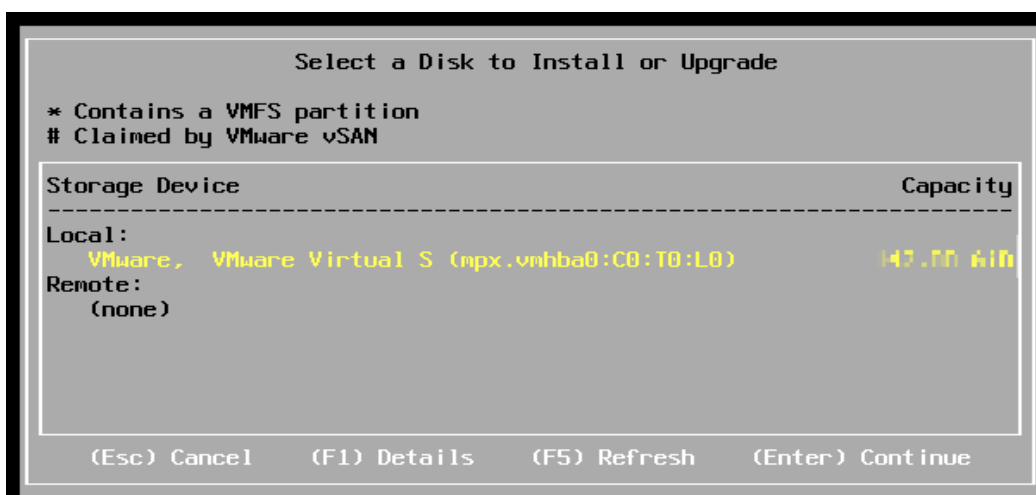 Select a Disk to Install or Upgrade
* Contains a VMFS partition
# Claimed by VMware vSAN
Storage Device Capacity
--------------------------------------------------------------------
Local:
VMware, VMware Virtual S (mpx.vmhba0:C0:T0:L0)
Remote:
(none)
(Esc) Cancel (F1) Details (F5) Refresh (Enter) Continue